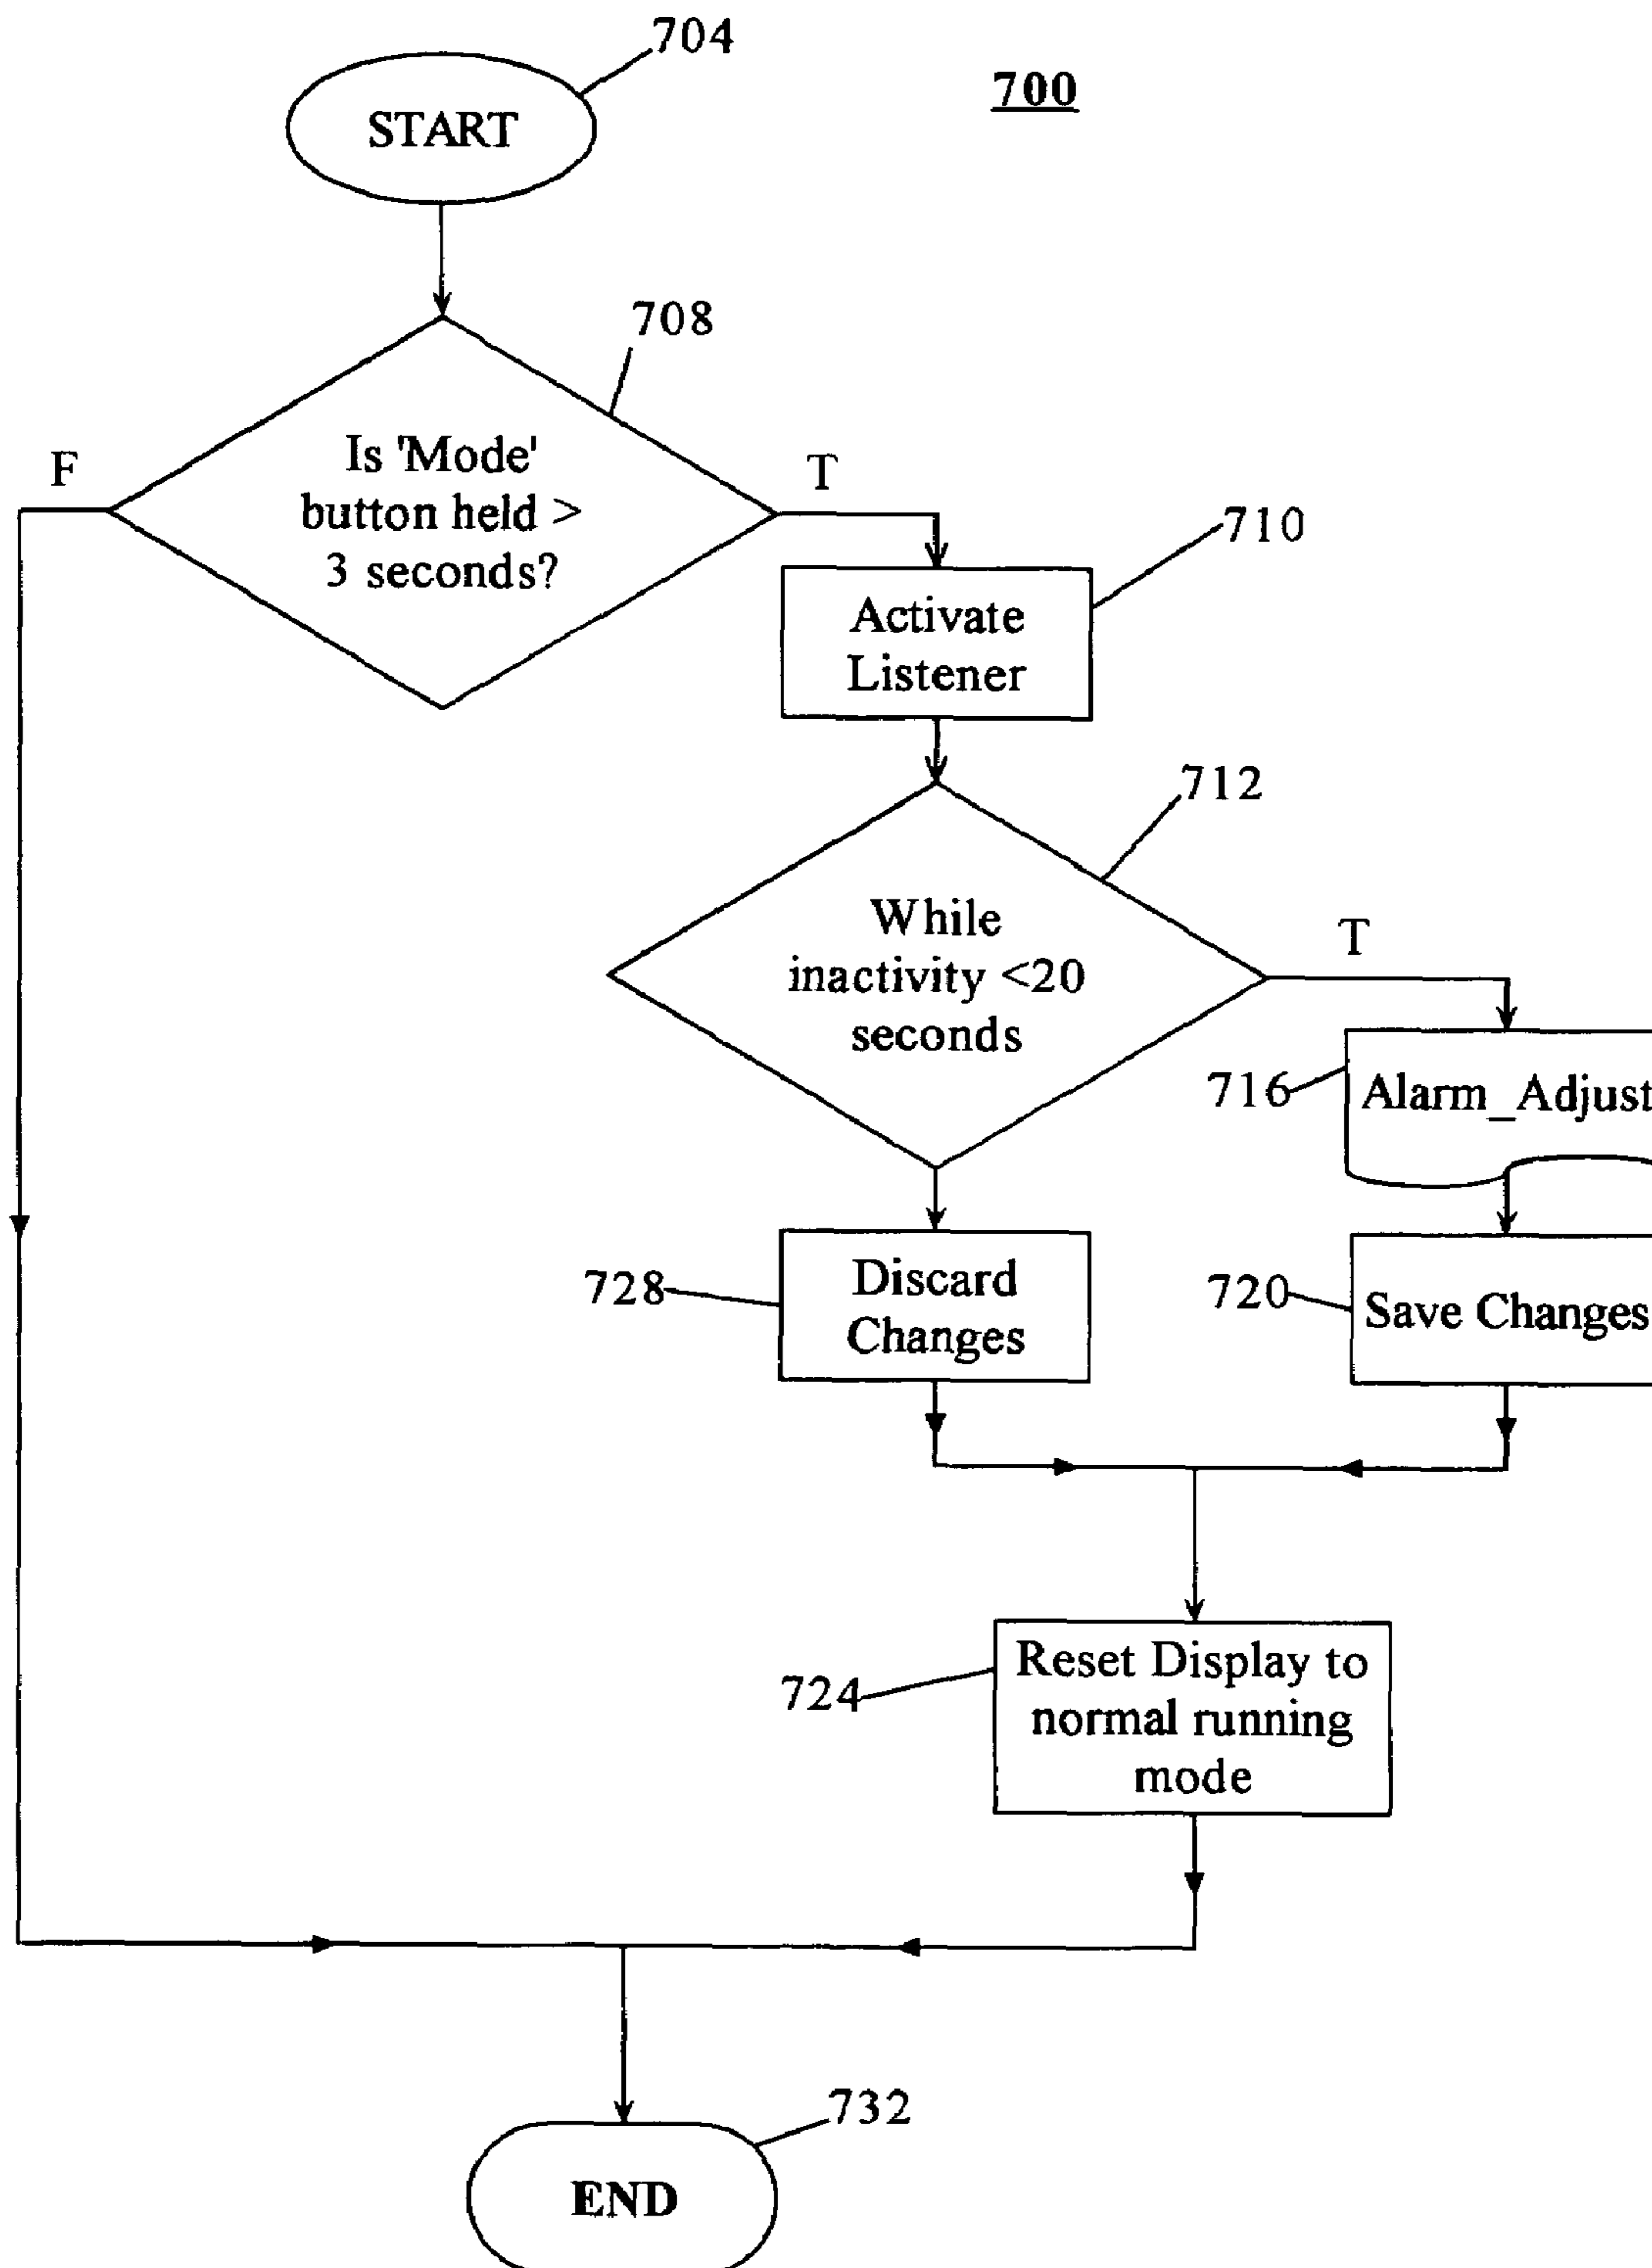 704
700
START
708
Is 'Mode'
button held >
3 seconds?
F
T
710
Activate
Listener
712
While
inactivity <20
seconds
T
716
Alarm_Adjust
728
Discard
Changes
720
Save Changes
724
Reset Display to
normal running
mode
732
END